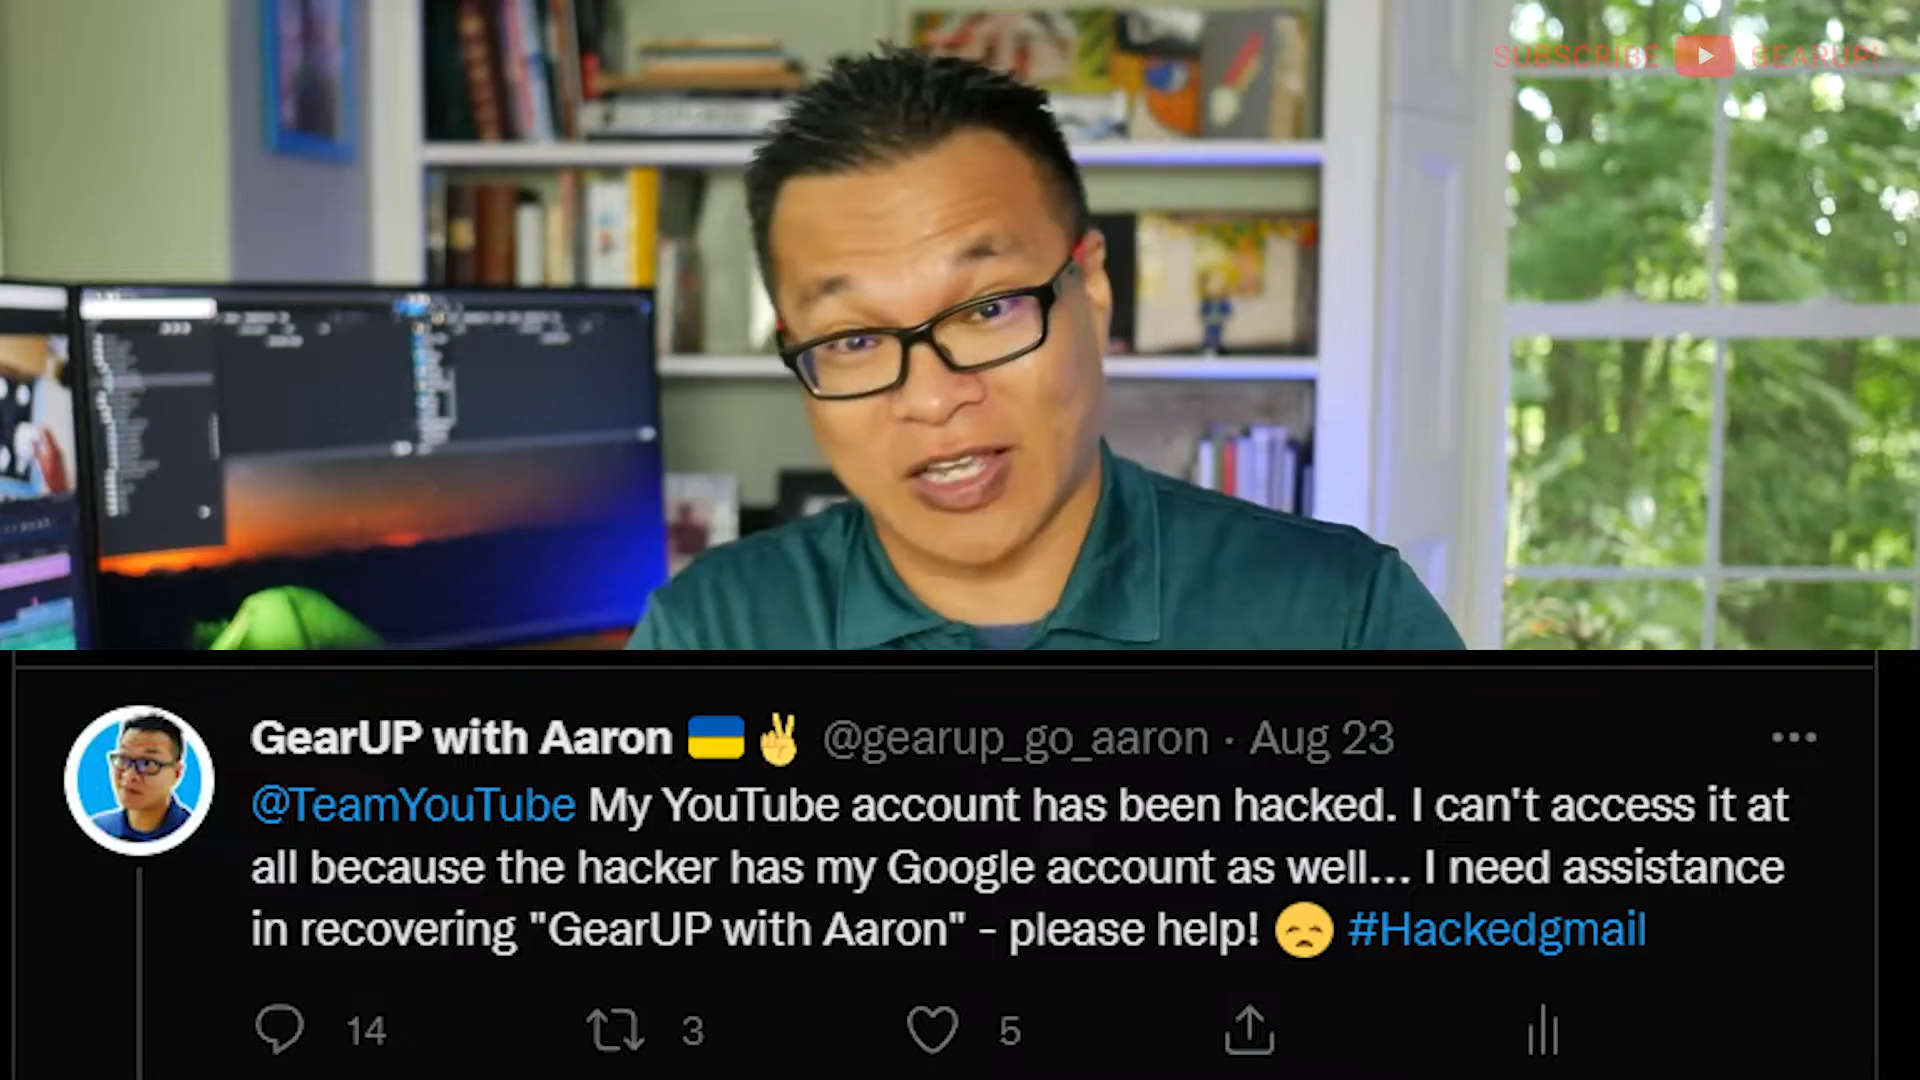 SUBSCRIBE GEARUP!
GearUP with Aaron 🇺🇦✌️ @gearup_go_aaron · Aug 23
@TeamYouTube My YouTube account has been hacked. I can't access it at
all because the hacker has my Google account as well... I need assistance
in recovering "GearUP with Aaron" - please help! 😞 #Hackedgmail
14 3 5